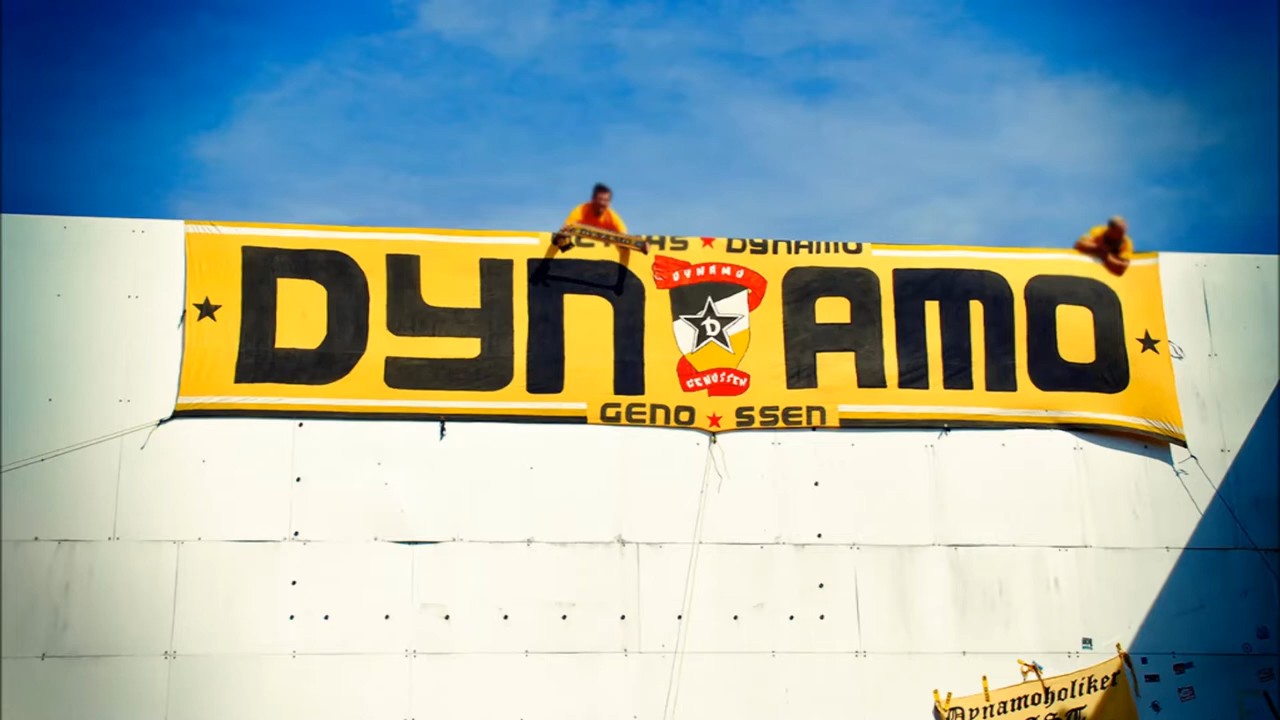 DYNAMO
DYNAMO
DYNAMO
D
GENOSSEN
GENO SSEN
Dynamoholiker